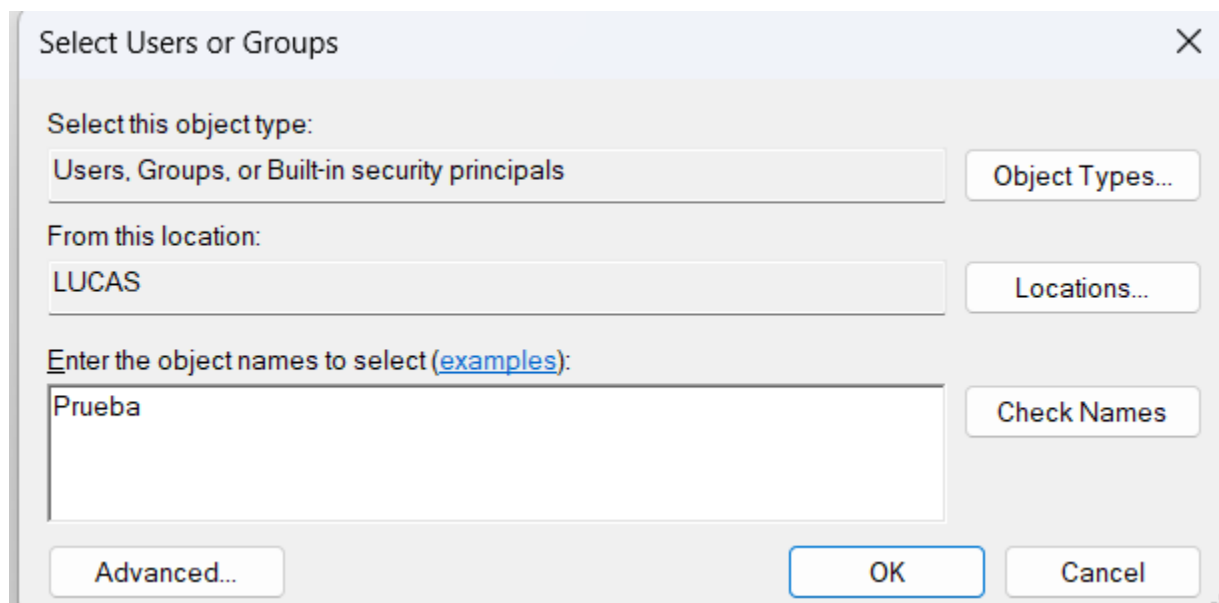 Select Users or Groups
Select this object type:
Users, Groups, or Built-in security principals
Object Types...
From this location:
LUCAS
Locations...
Enter the object names to select (examples):
Prueba
Check Names
Advanced...
OK
Cancel